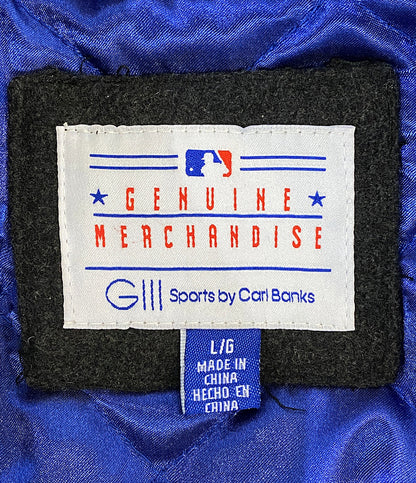 GENUINE
MERCHANDISE
GIII Sports by Carl Banks
L/G
MADE IN
CHINA
HECHO EN
CHINA